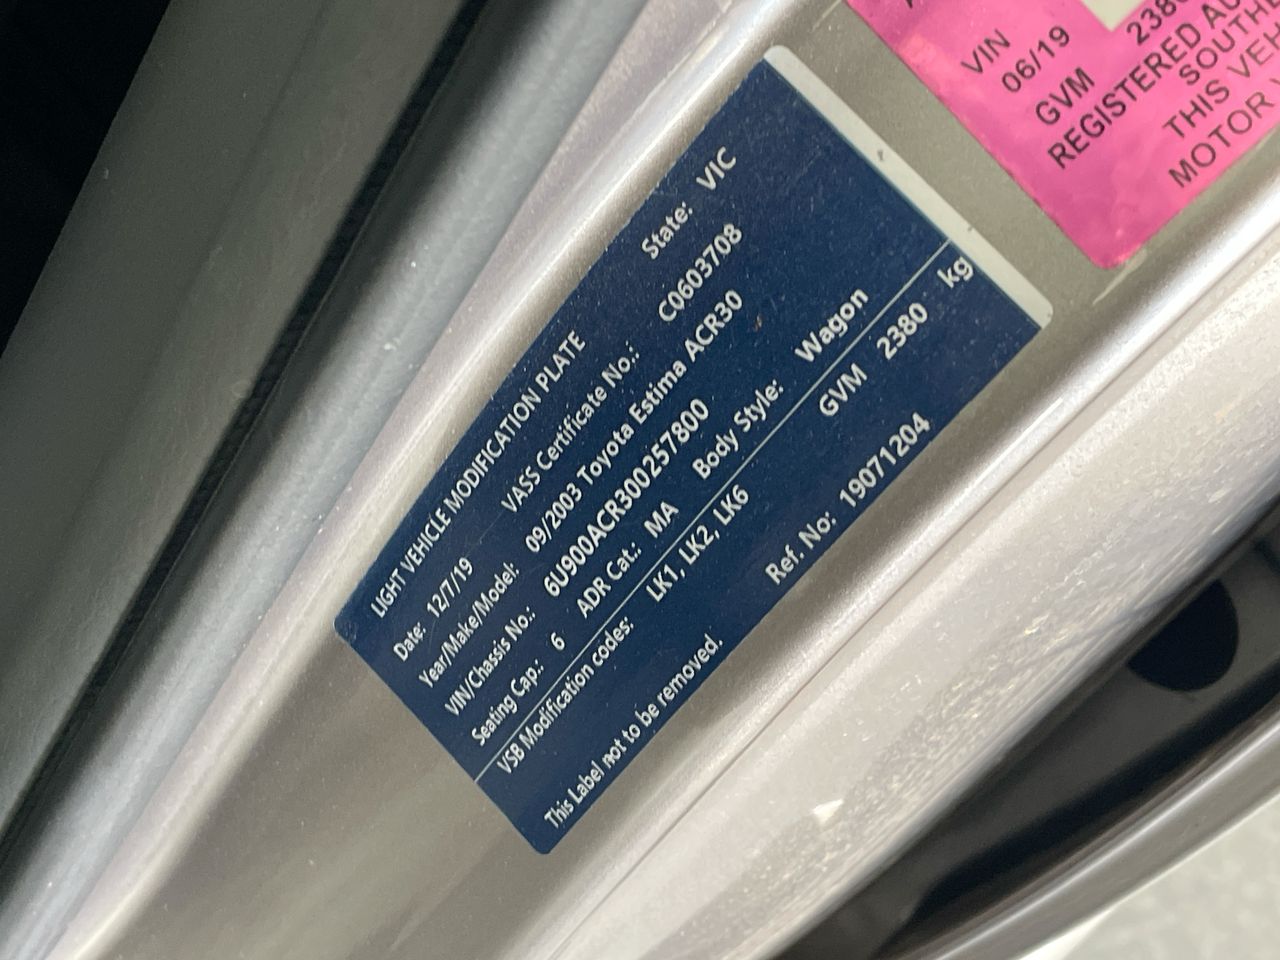 LIGHT VEHICLE MODIFICATION PLATE State: VIC
Date: 12/7/19 VASS Certificate No.: C0603708
Year/Make/Model: 09/2003 Toyota Estima ACR30
VIN/Chassis No.: 6U900ACR300257800
Seating Cap.: 6 ADR Cat.: MA Body Style: Wagon
VSB Modification codes: LK1, LK2, LK6 GVM 2380 kg
This Label not to be removed. Ref. No: 19071204
VIN
06/19
GVM 2380
REGISTERED
THIS
MOTOR